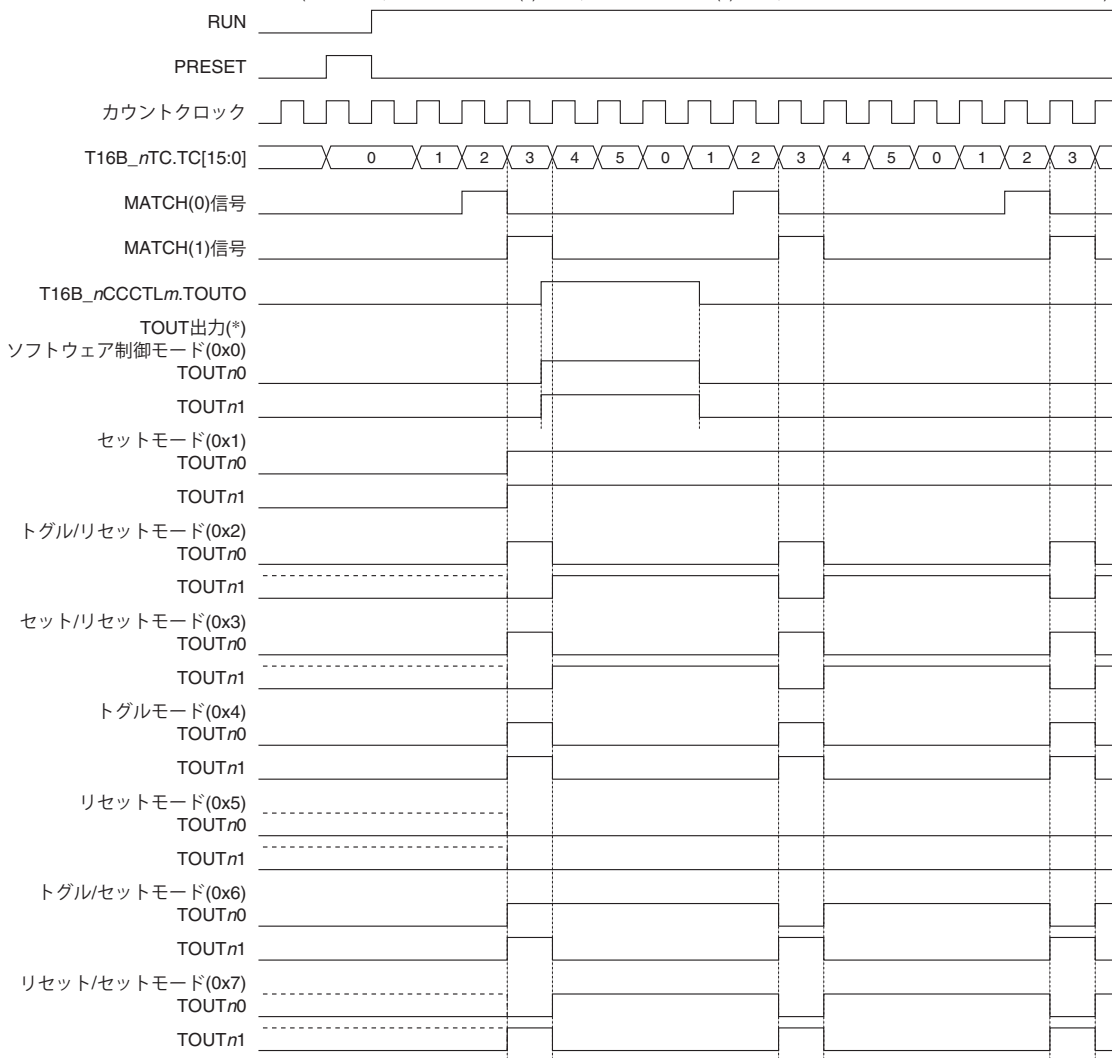 RUN
PRESET
カウントクロック
T16B_nTC.TC[15:0] 0 1 2 3 4 5 0 1 2 3 4 5 0 1 2 3
MATCH(0)信号
MATCH(1)信号
T16B_nCCCTLm.TOUTO
TOUT出力(*)
ソフトウェア制御モード(0x0)
TOUTn0
TOUTn1
セットモード(0x1)
TOUTn0
TOUTn1
トグル/リセットモード(0x2)
TOUTn0
TOUTn1
セット/リセットモード(0x3)
TOUTn0
TOUTn1
トグルモード(0x4)
TOUTn0
TOUTn1
リセットモード(0x5)
TOUTn0
TOUTn1
トグル/セットモード(0x6)
TOUTn0
TOUTn1
リセット/セットモード(0x7)
TOUTn0
TOUTn1